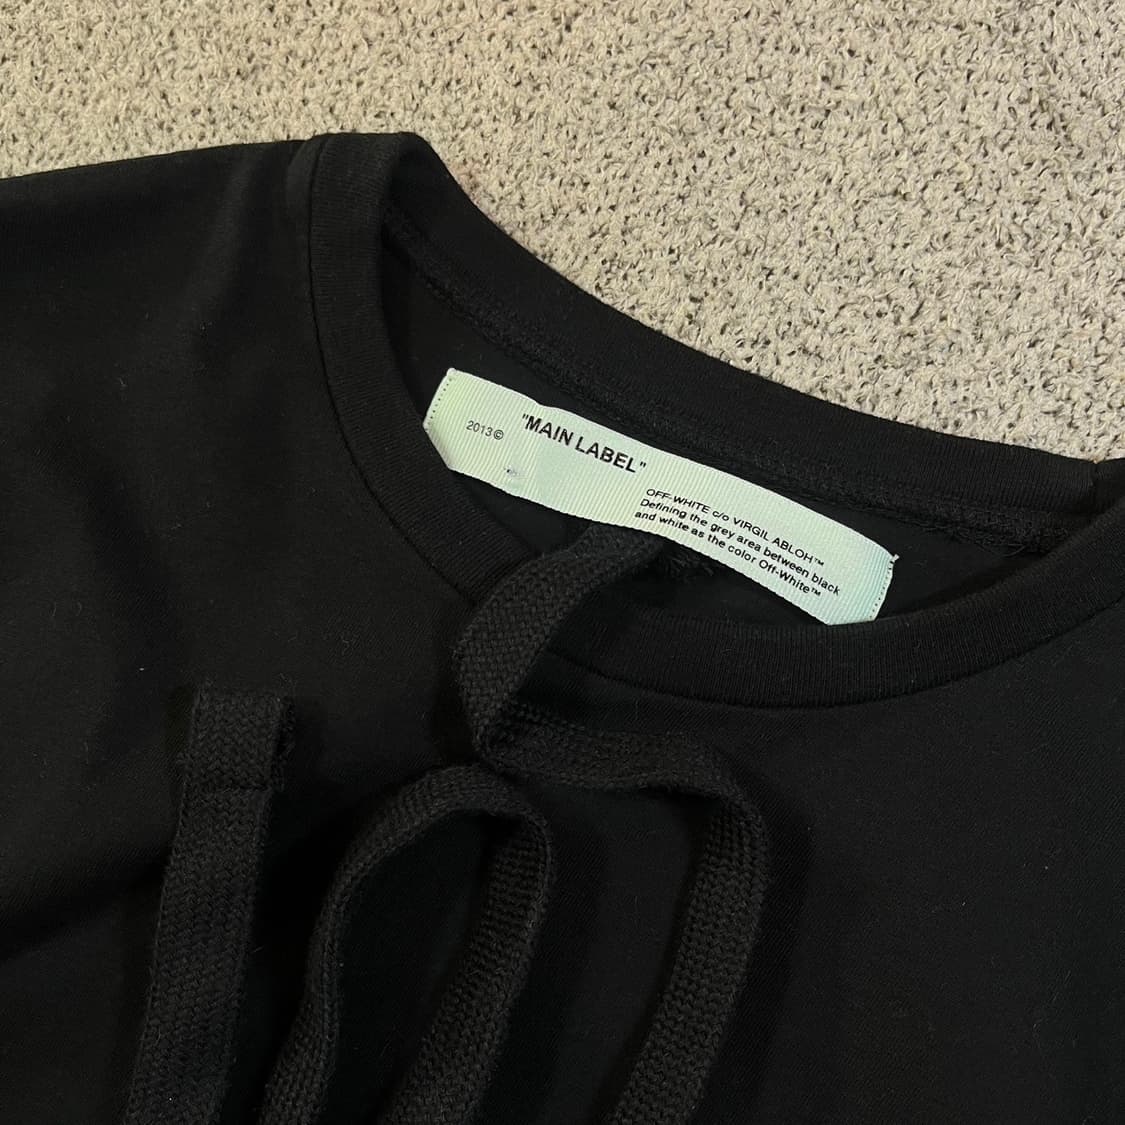 2013©
"MAIN LABEL"
OFF-WHITE c/o VIRGIL ABLOH™
Defining the grey area between black
and white as the color Off-White™